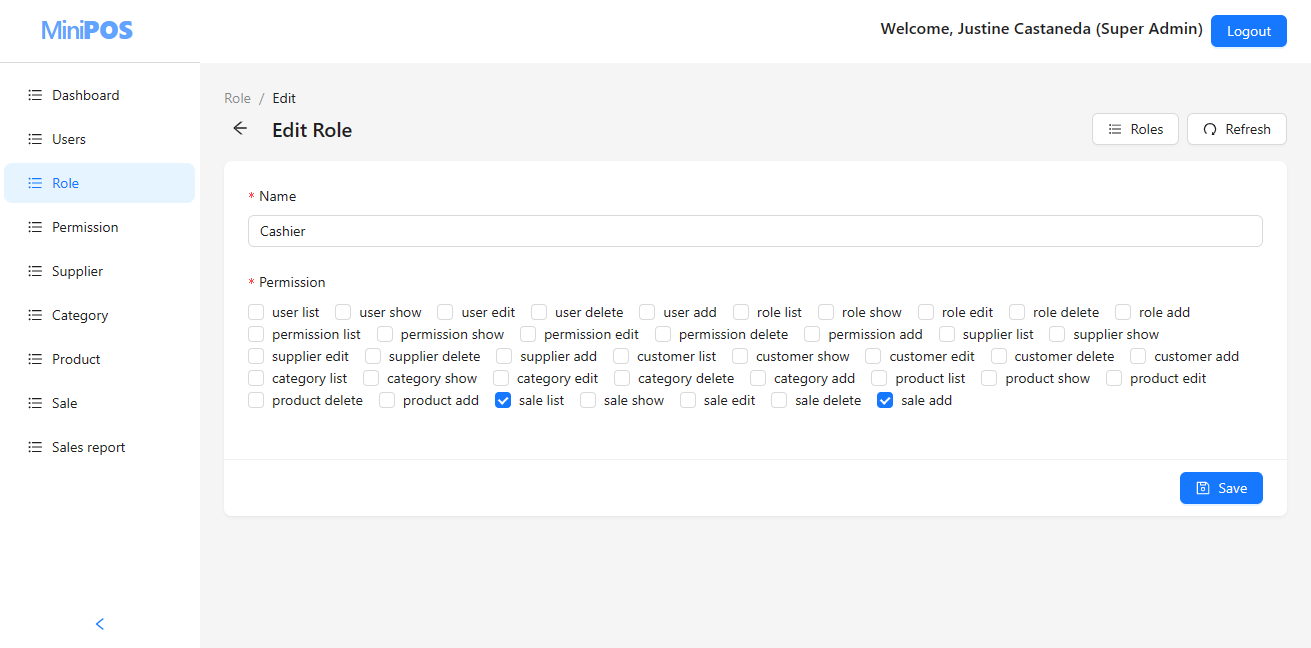 MiniPOS
Welcome, Justine Castaneda (Super Admin)
Logout
Dashboard
Users
Role
Permission
Supplier
Category
Product
Sale
Sales report
Role / Edit
Edit Role
Roles
Refresh
* Name
Cashier
* Permission
user list user show user edit user delete user add role list role show role edit role delete role add
permission list permission show permission edit permission delete permission add supplier list supplier show
supplier edit supplier delete supplier add customer list customer show customer edit customer delete customer add
category list category show category edit category delete category add product list product show product edit
product delete product add sale list sale show sale edit sale delete sale add
Save